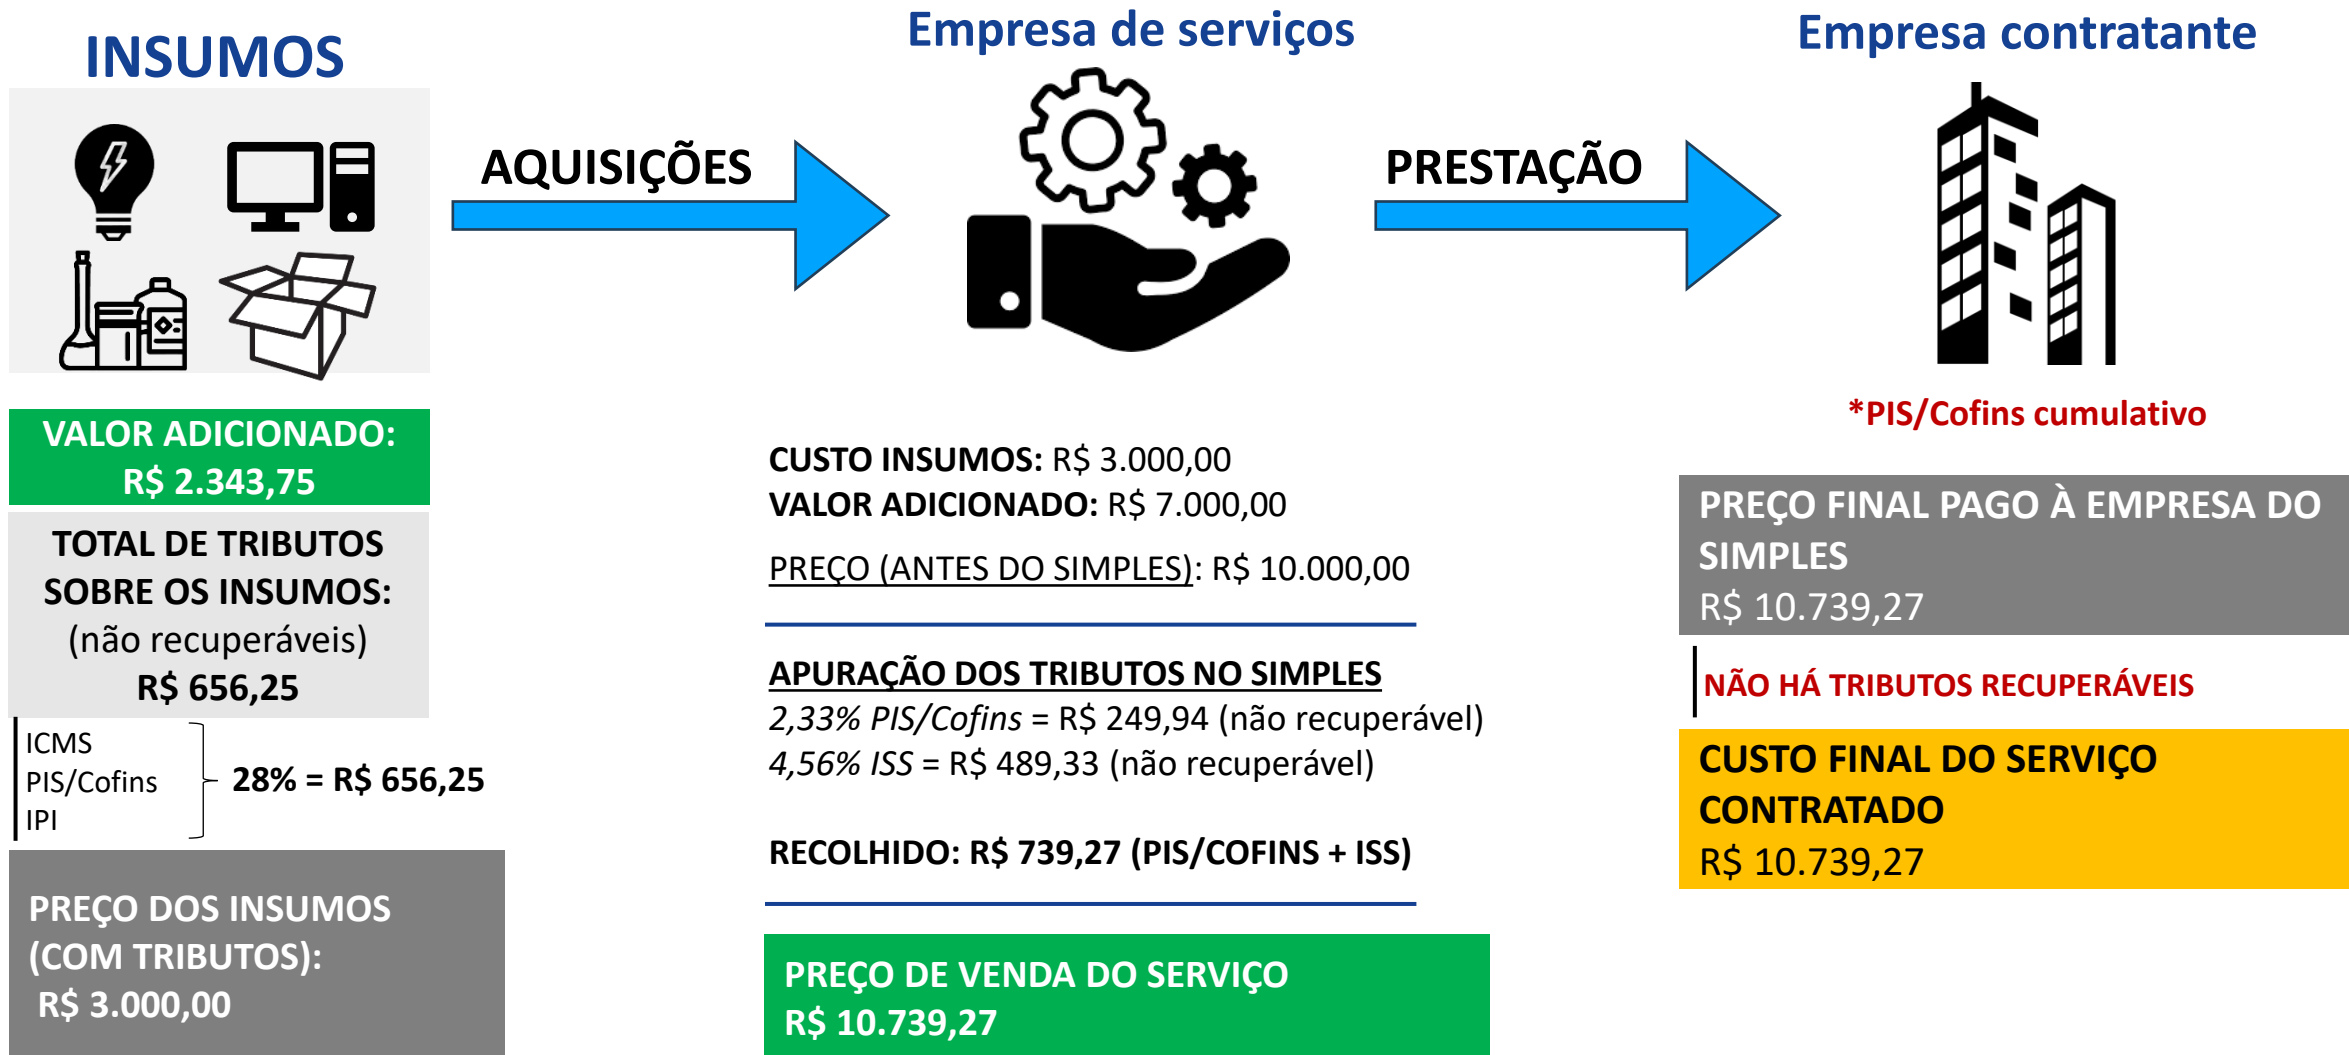 INSUMOS
Empresa de serviços
Empresa contratante
AQUISIÇÕES
PRESTAÇÃO
VALOR ADICIONADO:
R$ 2.343,75
TOTAL DE TRIBUTOS
SOBRE OS INSUMOS:
(não recuperáveis)
R$ 656,25
ICMS
PIS/Cofins
IPI
28% = R$ 656,25
PREÇO DOS INSUMOS
(COM TRIBUTOS):
R$ 3.000,00
CUSTO INSUMOS: R$ 3.000,00
VALOR ADICIONADO: R$ 7.000,00
PREÇO (ANTES DO SIMPLES): R$ 10.000,00
APURAÇÃO DOS TRIBUTOS NO SIMPLES
2,33% PIS/Cofins = R$ 249,94 (não recuperável)
4,56% ISS = R$ 489,33 (não recuperável)
RECOLHIDO: R$ 739,27 (PIS/COFINS + ISS)
PREÇO DE VENDA DO SERVIÇO
R$ 10.739,27
*PIS/Cofins cumulativo
PREÇO FINAL PAGO À EMPRESA DO
SIMPLES
R$ 10.739,27
NÃO HÁ TRIBUTOS RECUPERÁVEIS
CUSTO FINAL DO SERVIÇO
CONTRATADO
R$ 10.739,27